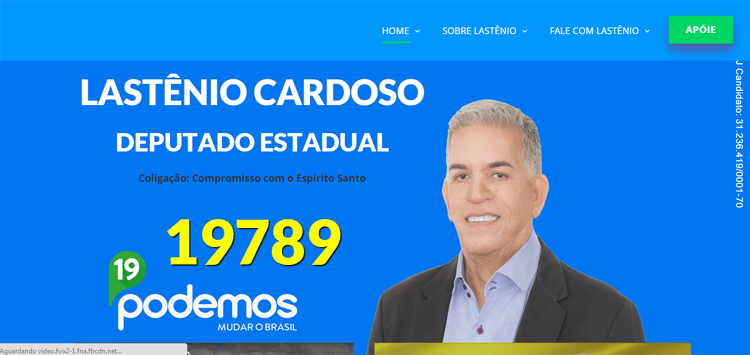 HOME SOBRE LASTÊNIO FALE COM LASTÊNIO APÓIE
LASTÊNIO CARDOSO
DEPUTADO ESTADUAL
Coligação: Compromisso com o Espírito Santo
19789
19
podemos
MUDAR O BRASIL
J Candidato: 31.236.419/0001-70
Aguardando video.fvix2-1.fna.fbcdn.net...